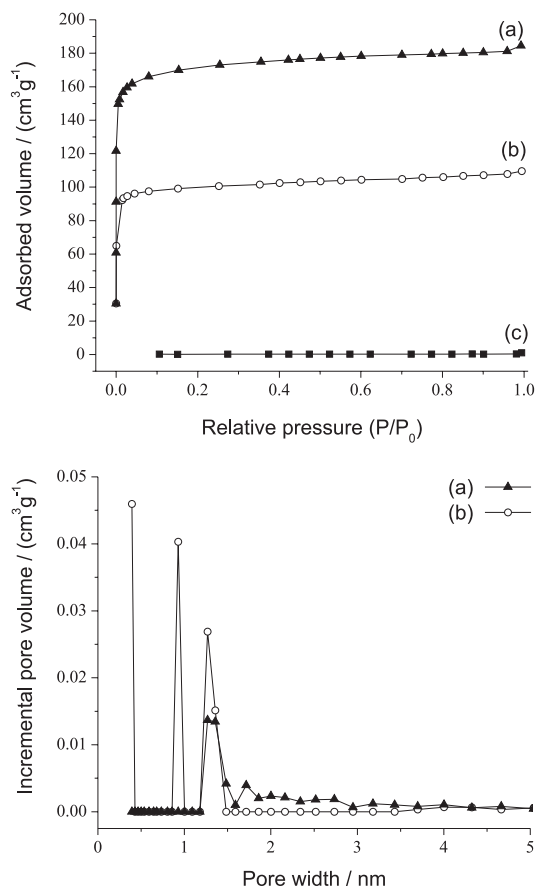 200
180
160
140
120
100
80
60
40
20
0
Adsorbed volume / (cm³g⁻¹)
(a)
(b)
(c)
0.0 0.2 0.4 0.6 0.8 1.0
Relative pressure (P/P₀)
0.05
0.04
0.03
0.02
0.01
0.00
Incremental pore volume / (cm³g⁻¹)
(a)
(b)
0 1 2 3 4 5
Pore width / nm